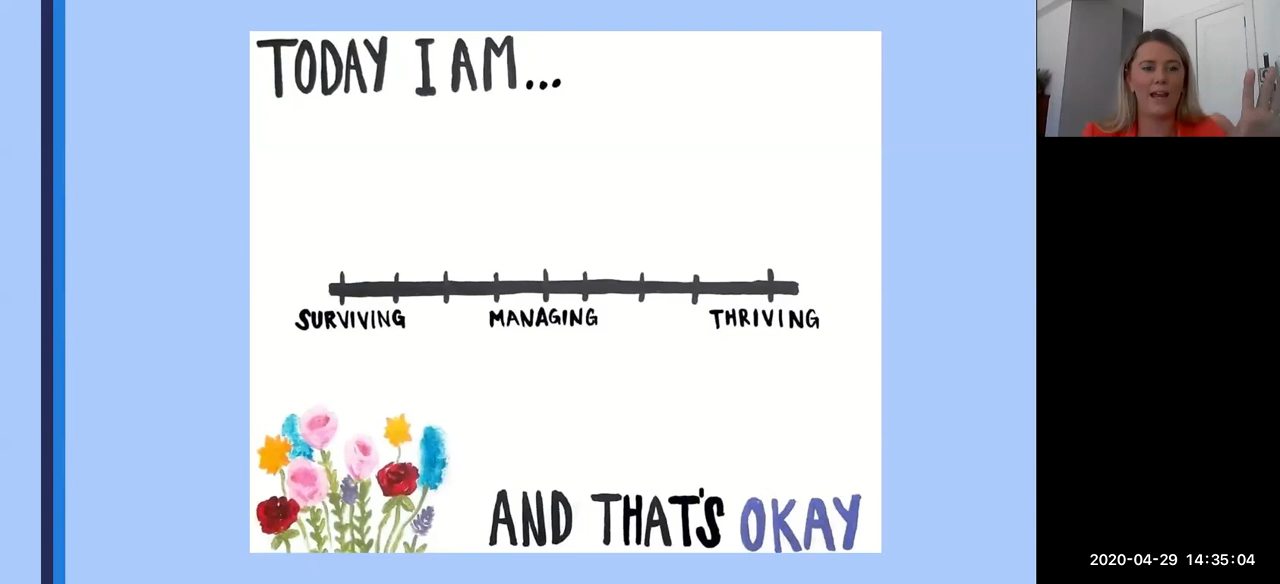 TODAY I AM...
SURVIVING MANAGING THRIVING
AND THAT'S OKAY
2020-04-29 14:35:04